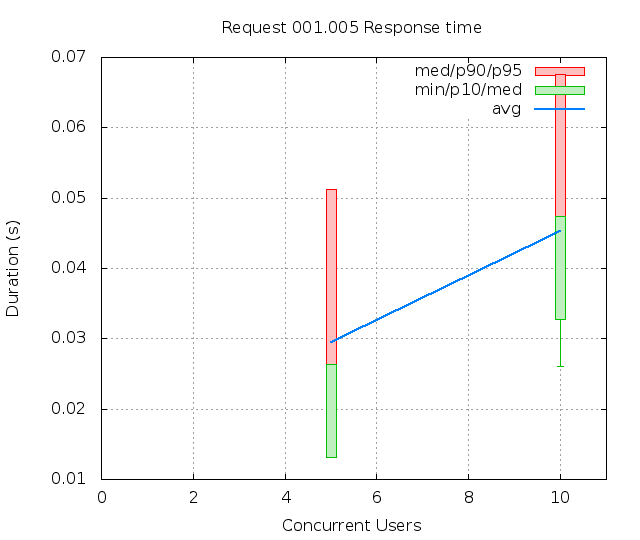 Request 001.005 Response time
0.07
med/p90/p95
min/p10/med
avg
0.06
0.05
0.04
0.03
0.02
0.01
Duration (s)
0 2 4 6 8 10
Concurrent Users